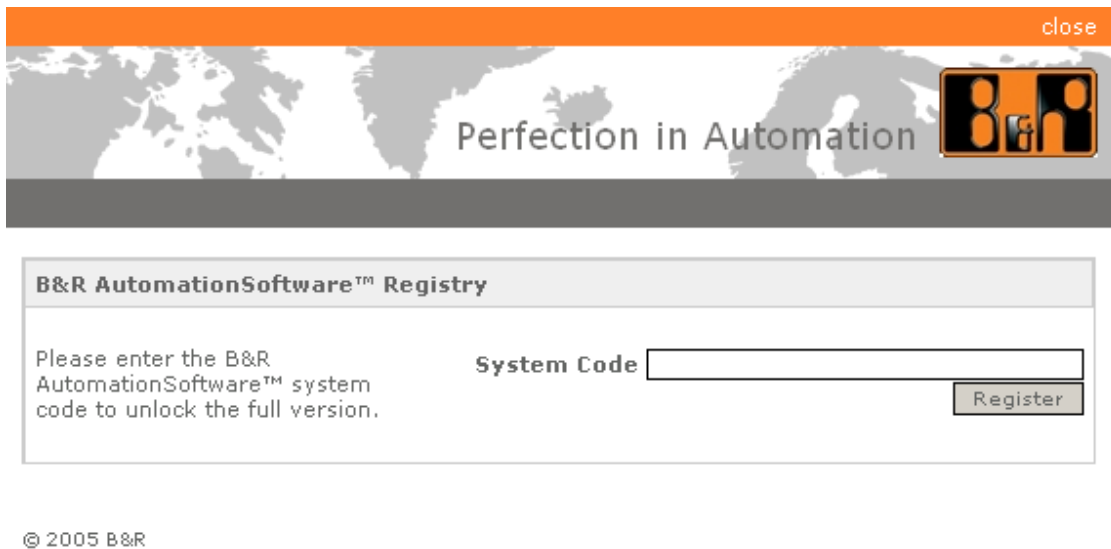 close
Perfection in Automation
B&R
B&R AutomationSoftware™ Registry
Please enter the B&R
AutomationSoftware™ system
code to unlock the full version.
System Code
Register
© 2005 B&R